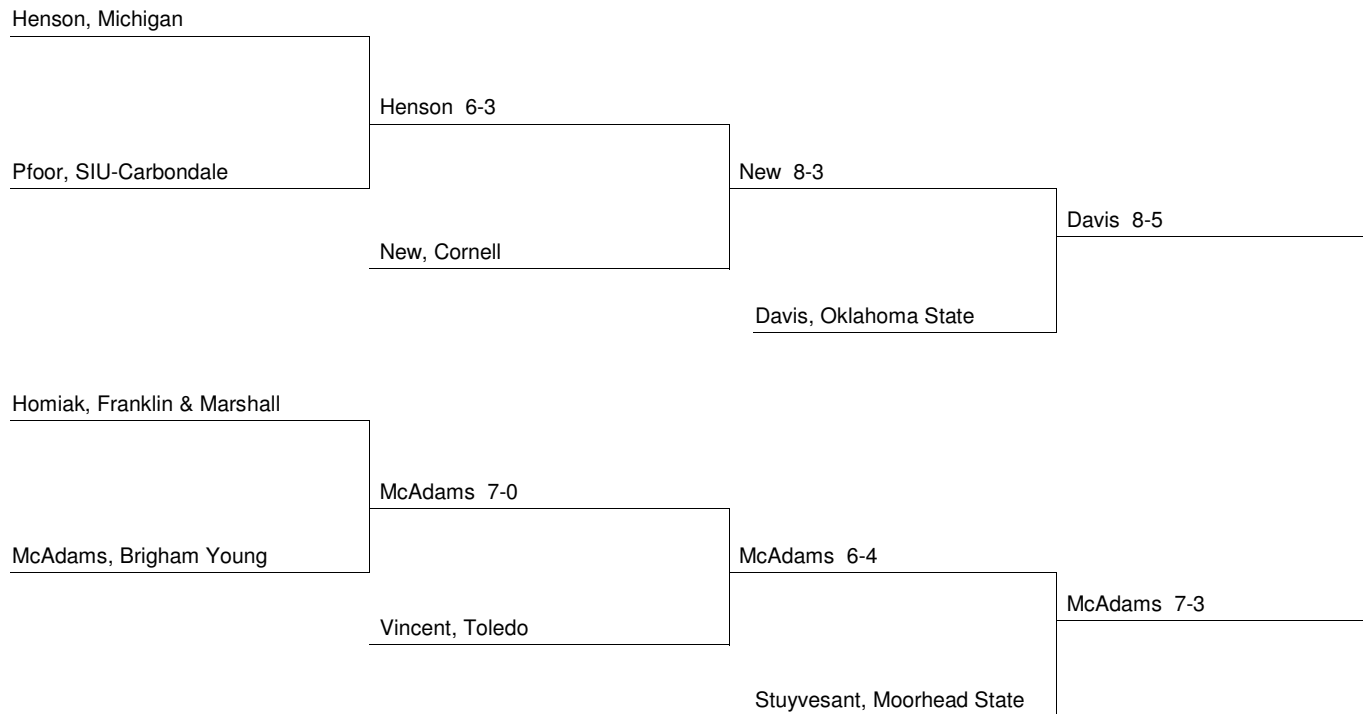 Henson, Michigan
Henson  6-3
Pfoor, SIU-Carbondale
New  8-3
Davis  8-5
New, Cornell
Davis, Oklahoma State
Homiak, Franklin & Marshall
McAdams  7-0
McAdams, Brigham Young
McAdams  6-4
McAdams  7-3
Vincent, Toledo
Stuyvesant, Moorhead State